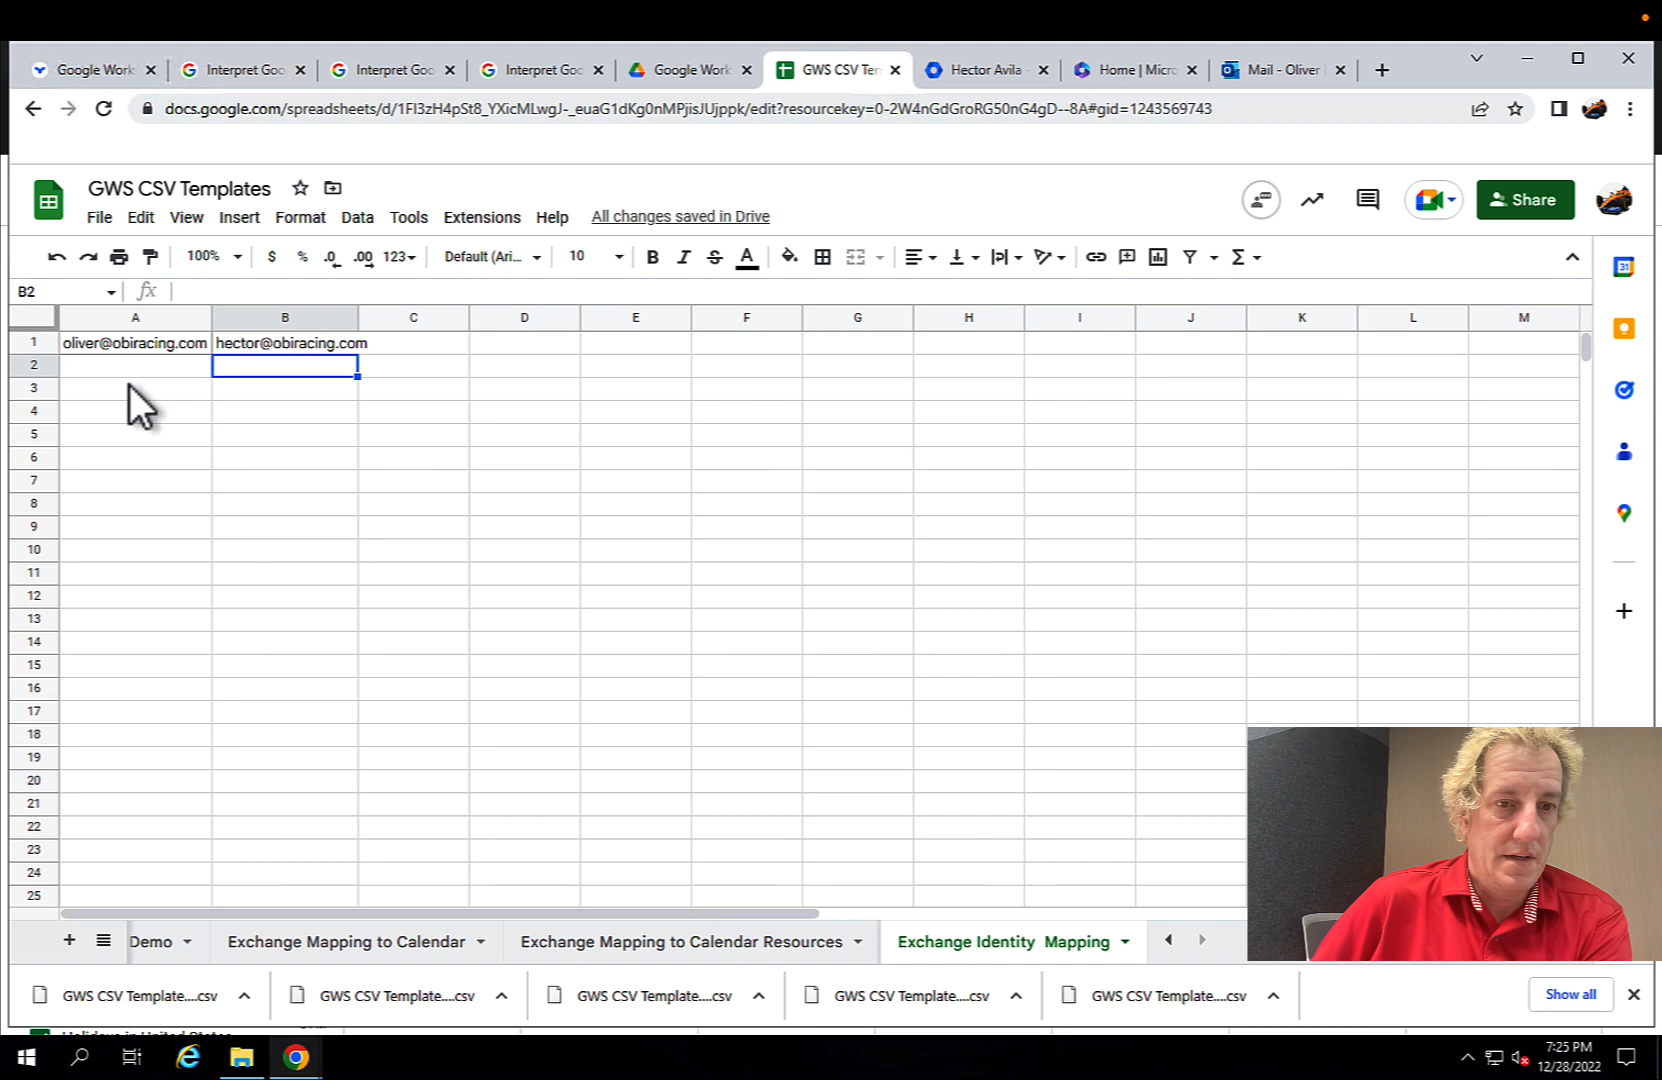 Google Work
Interpret Goo
Interpret Goo
Interpret Goo
Google Work
GWS CSV Tem
Hector Avila -
Home | Micro
Mail - Oliver
docs.google.com/spreadsheets/d/1FI3zH4pSt8_YXicMLwgJ-_euaG1dKg0nMPjisJUjppk/edit?resourcekey=0-2W4nGdGroRG50nG4gD--8A#gid=1243569743
GWS CSV Templates
File Edit View Insert Format Data Tools Extensions Help All changes saved in Drive
Share
100% $ % .0 .00 123 Default (Ari... 10 B I S A
31
B2 fx
A B C D E F G H I J K L M
1 oliver@obiracing.com hector@obiracing.com
2
3
4
5
6
7
8
9
10
11
12
13
14
15
16
17
18
19
20
21
22
23
24
25
Demo Exchange Mapping to Calendar Exchange Mapping to Calendar Resources Exchange Identity Mapping
GWS CSV Template....csv GWS CSV Template....csv GWS CSV Template....csv GWS CSV Template....csv GWS CSV Template....csv Show all
7:25 PM
12/28/2022